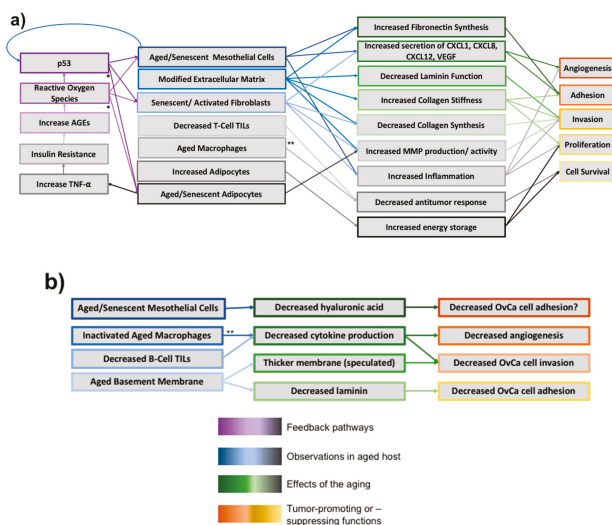 a)
p53
Reactive Oxygen
Species
*
*
Increase AGEs
Insulin Resistance
Increase TNF-α
Aged/Senescent Mesothelial Cells
Modified Extracellular Matrix
Senescent/ Activated Fibroblasts
Decreased T-Cell TILs
Aged Macrophages
**
Increased Adipocytes
Aged/Senescent Adipocytes
Increased Fibronectin Synthesis
Increased secretion of CXCL1, CXCL8,
CXCL12, VEGF
Decreased Laminin Function
Increased Collagen Stiffness
Decreased Collagen Synthesis
Increased MMP production/ activity
Increased Inflammation
Decreased antitumor response
Increased energy storage
Angiogenesis
Adhesion
Invasion
Proliferation
Cell Survival
b)
Aged/Senescent Mesothelial Cells
Decreased hyaluronic acid
Decreased OvCa cell adhesion?
Inactivated Aged Macrophages
**
Decreased cytokine production
Decreased angiogenesis
Decreased B-Cell TILs
Thicker membrane (speculated)
Decreased OvCa cell invasion
Aged Basement Membrane
Decreased laminin
Decreased OvCa cell adhesion
Feedback pathways
Observations in aged host
Effects of the aging
Tumor-promoting or –
suppressing functions